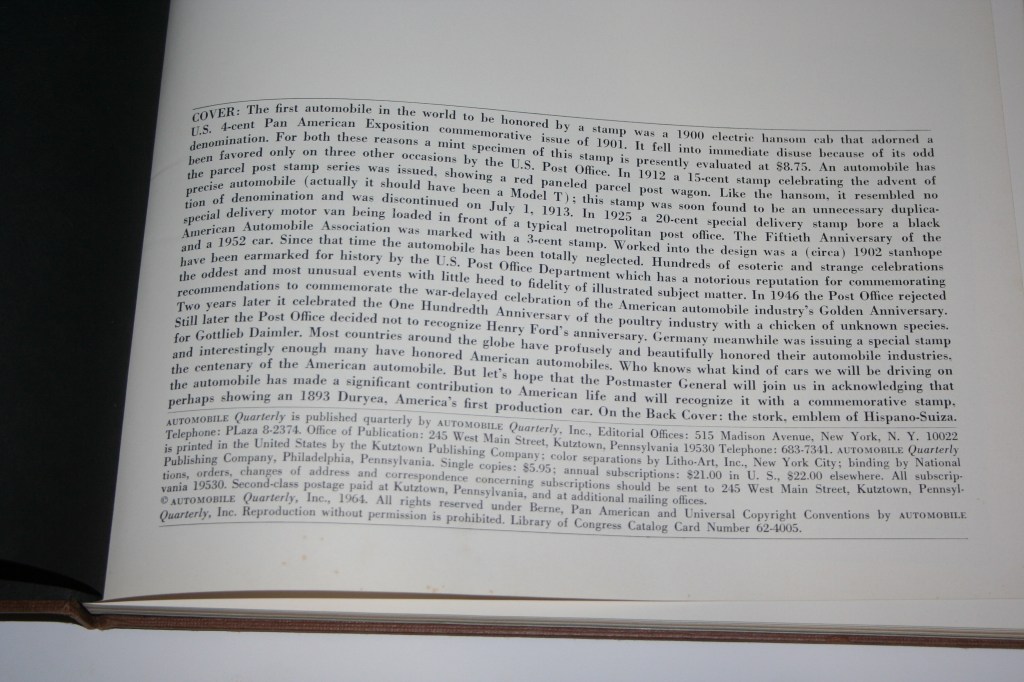 COVER: The first automobile in the world to be honored by a stamp was a 1900 electric hansom cab that adorned a
U.S. 4-cent Pan American Exposition commemorative issue of 1901. It fell into immediate disuse because of its odd
denomination. For both these reasons a mint specimen of this stamp is presently evaluated at $8.75. An automobile has
been favored only on three other occasions by the U.S. Post Office. In 1912 a 15-cent stamp celebrating the advent of
the parcel post stamp series was issued, showing a red paneled parcel post wagon. Like the hansom, it resembled no
precise automobile (actually it should have been a Model T); this stamp was soon found to be an unnecessary duplica-
tion of denomination and was discontinued on July 1, 1913. In 1925 a 20-cent special delivery stamp bore a black
special delivery motor van being loaded in front of a typical metropolitan post office. The Fiftieth Anniversary of the
American Automobile Association was marked with a 3-cent stamp. Worked into the design was a (circa) 1902 stanhope
and a 1952 car. Since that time the automobile has been totally neglected. Hundreds of esoteric and strange celebrations
have been earmarked for history by the U.S. Post Office Department which has a notorious reputation for commemorating
the oddest and most unusual events with little heed to fidelity of illustrated subject matter. In 1946 the Post Office rejected
recommendations to commemorate the war-delayed celebration of the American automobile industry's Golden Anniversary.
Two years later it celebrated the One Hundredth Anniversary of the poultry industry with a chicken of unknown species.
Still later the Post Office decided not to recognize Henry Ford's anniversary. Germany meanwhile was issuing a special stamp
for Gottlieb Daimler. Most countries around the globe have profusely and beautifully honored their automobile industries,
and interestingly enough many have honored American automobiles. Who knows what kind of cars we will be driving on
the centenary of the American automobile. But let's hope that the Postmaster General will join us in acknowledging that
the automobile has made a significant contribution to American life and will recognize it with a commemorative stamp,
perhaps showing an 1893 Duryea, America's first production car. On the Back Cover: the stork, emblem of Hispano-Suiza.
AUTOMOBILE Quarterly is published quarterly by AUTOMOBILE Quarterly, Inc., Editorial Offices: 515 Madison Avenue, New York, N. Y. 10022
Telephone: PLaza 8-2374. Office of Publication: 245 West Main Street, Kutztown, Pennsylvania 19530 Telephone: 683-7341. AUTOMOBILE Quarterly
is printed in the United States by the Kutztown Publishing Company; color separations by Litho-Art, Inc., New York City; binding by National
Publishing Company, Philadelphia, Pennsylvania. Single copies: $5.95; annual subscriptions: $21.00 in U. S., $22.00 elsewhere. All subscrip-
tions, orders, changes of address and correspondence concerning subscriptions should be sent to 245 West Main Street, Kutztown, Pennsyl-
vania 19530. Second-class postage paid at Kutztown, Pennsylvania, and at additional mailing offices.
© AUTOMOBILE Quarterly, Inc., 1964. All rights reserved under Berne, Pan American and Universal Copyright Conventions by AUTOMOBILE
Quarterly, Inc. Reproduction without permission is prohibited. Library of Congress Catalog Card Number 62-4005.